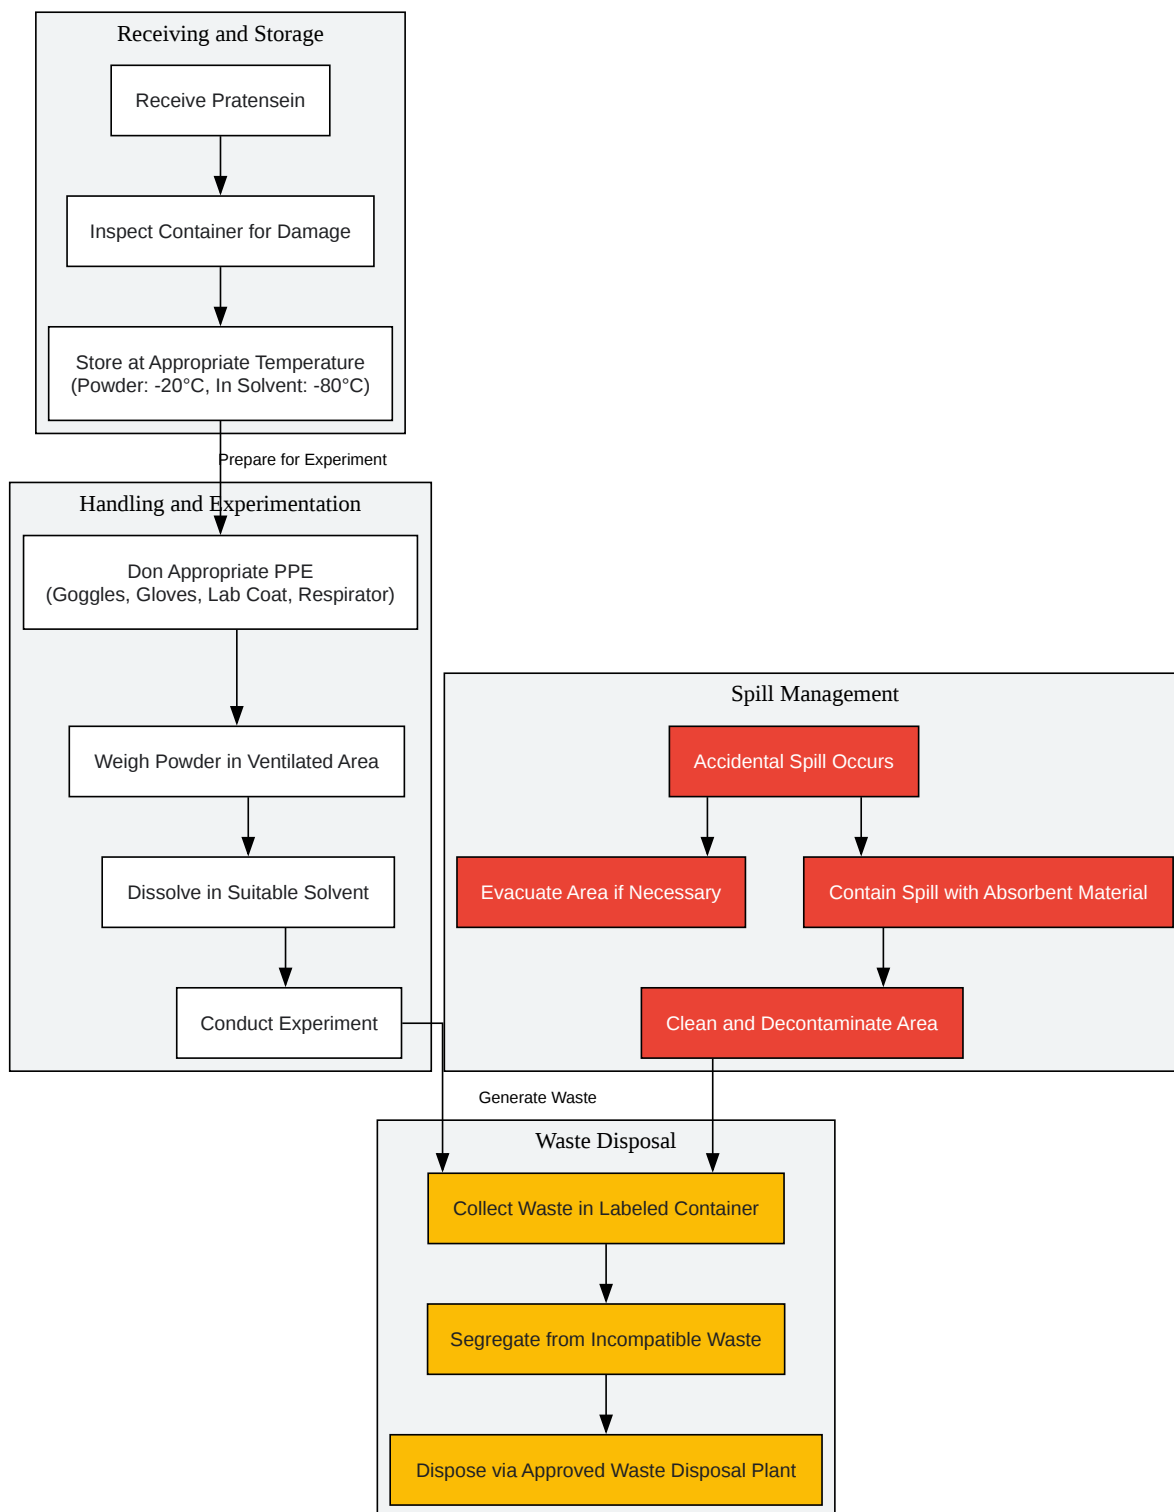 Receiving and Storage
Receive Pratensein
Inspect Container for Damage
Store at Appropriate Temperature
(Powder: -20°C, In Solvent: -80°C)
Prepare for Experiment
Handling and Experimentation
Don Appropriate PPE
(Goggles, Gloves, Lab Coat, Respirator)
Weigh Powder in Ventilated Area
Dissolve in Suitable Solvent
Conduct Experiment
Spill Management
Accidental Spill Occurs
Evacuate Area if Necessary
Contain Spill with Absorbent Material
Clean and Decontaminate Area
Generate Waste
Waste Disposal
Collect Waste in Labeled Container
Segregate from Incompatible Waste
Dispose via Approved Waste Disposal Plant